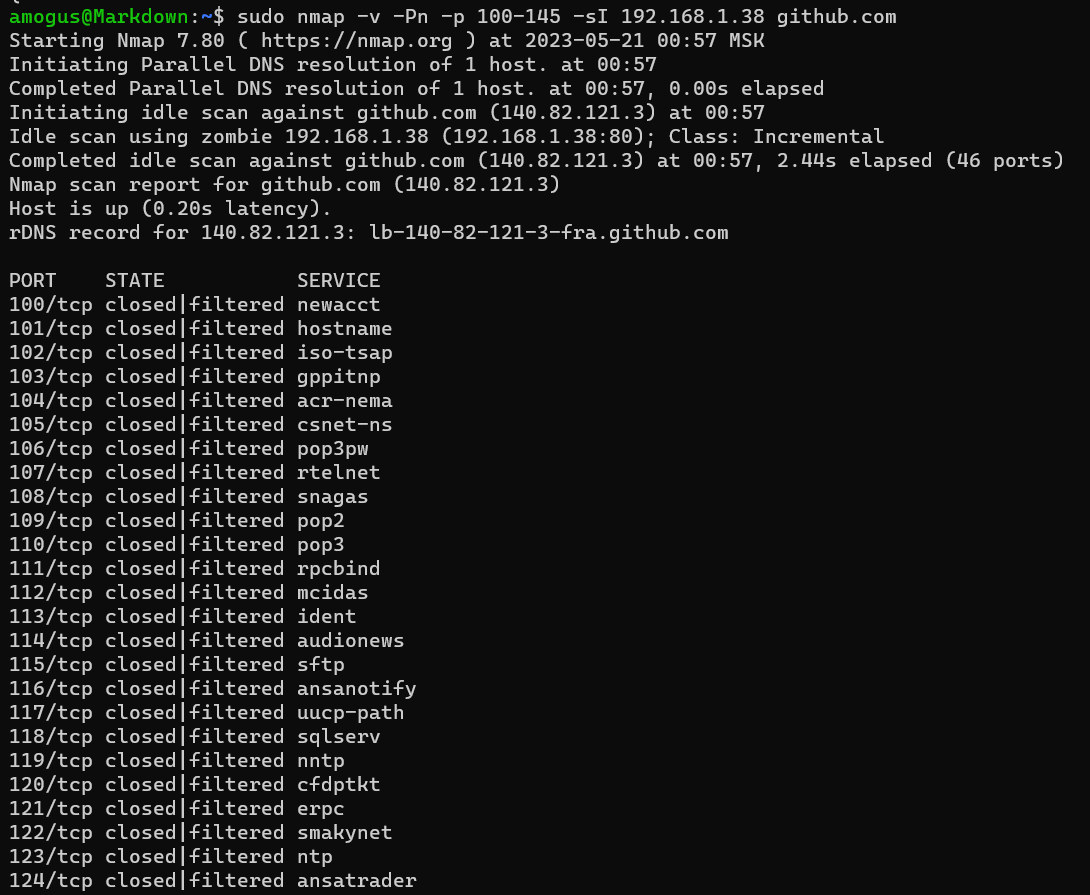 amogus@Markdown:~$ sudo nmap -v -Pn -p 100-145 -sI 192.168.1.38 github.com
Starting Nmap 7.80 ( https://nmap.org ) at 2023-05-21 00:57 MSK
Initiating Parallel DNS resolution of 1 host. at 00:57
Completed Parallel DNS resolution of 1 host. at 00:57, 0.00s elapsed
Initiating idle scan against github.com (140.82.121.3) at 00:57
Idle scan using zombie 192.168.1.38 (192.168.1.38:80); Class: Incremental
Completed idle scan against github.com (140.82.121.3) at 00:57, 2.44s elapsed (46 ports)
Nmap scan report for github.com (140.82.121.3)
Host is up (0.20s latency).
rDNS record for 140.82.121.3: lb-140-82-121-3-fra.github.com

PORT    STATE           SERVICE
100/tcp closed|filtered newacct
101/tcp closed|filtered hostname
102/tcp closed|filtered iso-tsap
103/tcp closed|filtered gppitnp
104/tcp closed|filtered acr-nema
105/tcp closed|filtered csnet-ns
106/tcp closed|filtered pop3pw
107/tcp closed|filtered rtelnet
108/tcp closed|filtered snagas
109/tcp closed|filtered pop2
110/tcp closed|filtered pop3
111/tcp closed|filtered rpcbind
112/tcp closed|filtered mcidas
113/tcp closed|filtered ident
114/tcp closed|filtered audionews
115/tcp closed|filtered sftp
116/tcp closed|filtered ansanotify
117/tcp closed|filtered uucp-path
118/tcp closed|filtered sqlserv
119/tcp closed|filtered nntp
120/tcp closed|filtered cfdptkt
121/tcp closed|filtered erpc
122/tcp closed|filtered smakynet
123/tcp closed|filtered ntp
124/tcp closed|filtered ansatrader